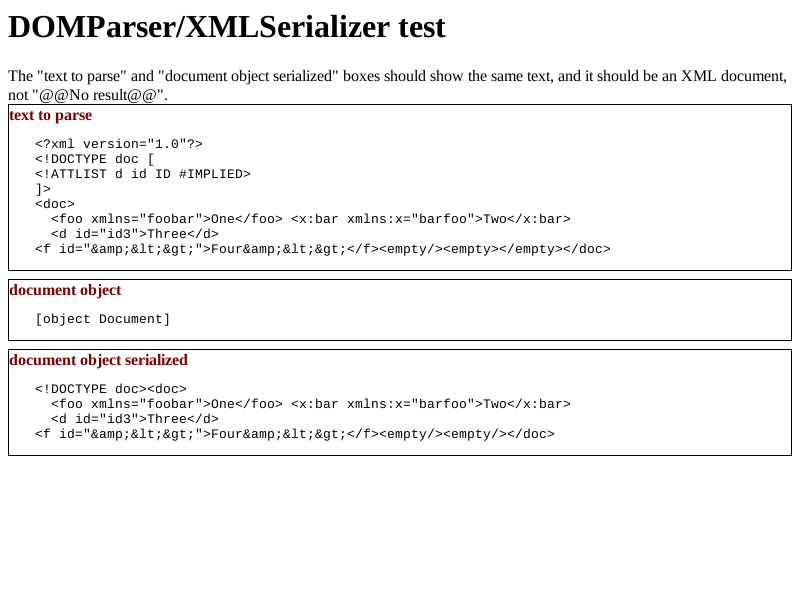 DOMParser/XMLSerializer test
The "text to parse" and "document object serialized" boxes should show the same text, and it should be an XML document,
not "@@No result@@".
text to parse
<?xml version="1.0"?>
<!DOCTYPE doc [
<!ATTLIST d id ID #IMPLIED>
]>
<doc>
  <foo xmlns="foobar">One</foo> <x:bar xmlns:x="barfoo">Two</x:bar>
  <d id="id3">Three</d>
<f id="&amp;&lt;&gt;">Four&amp;&lt;&gt;</f><empty/><empty></empty></doc>
document object
[object Document]
document object serialized
<!DOCTYPE doc><doc>
  <foo xmlns="foobar">One</foo> <x:bar xmlns:x="barfoo">Two</x:bar>
  <d id="id3">Three</d>
<f id="&amp;&lt;&gt;">Four&amp;&lt;&gt;</f><empty/><empty/></doc>